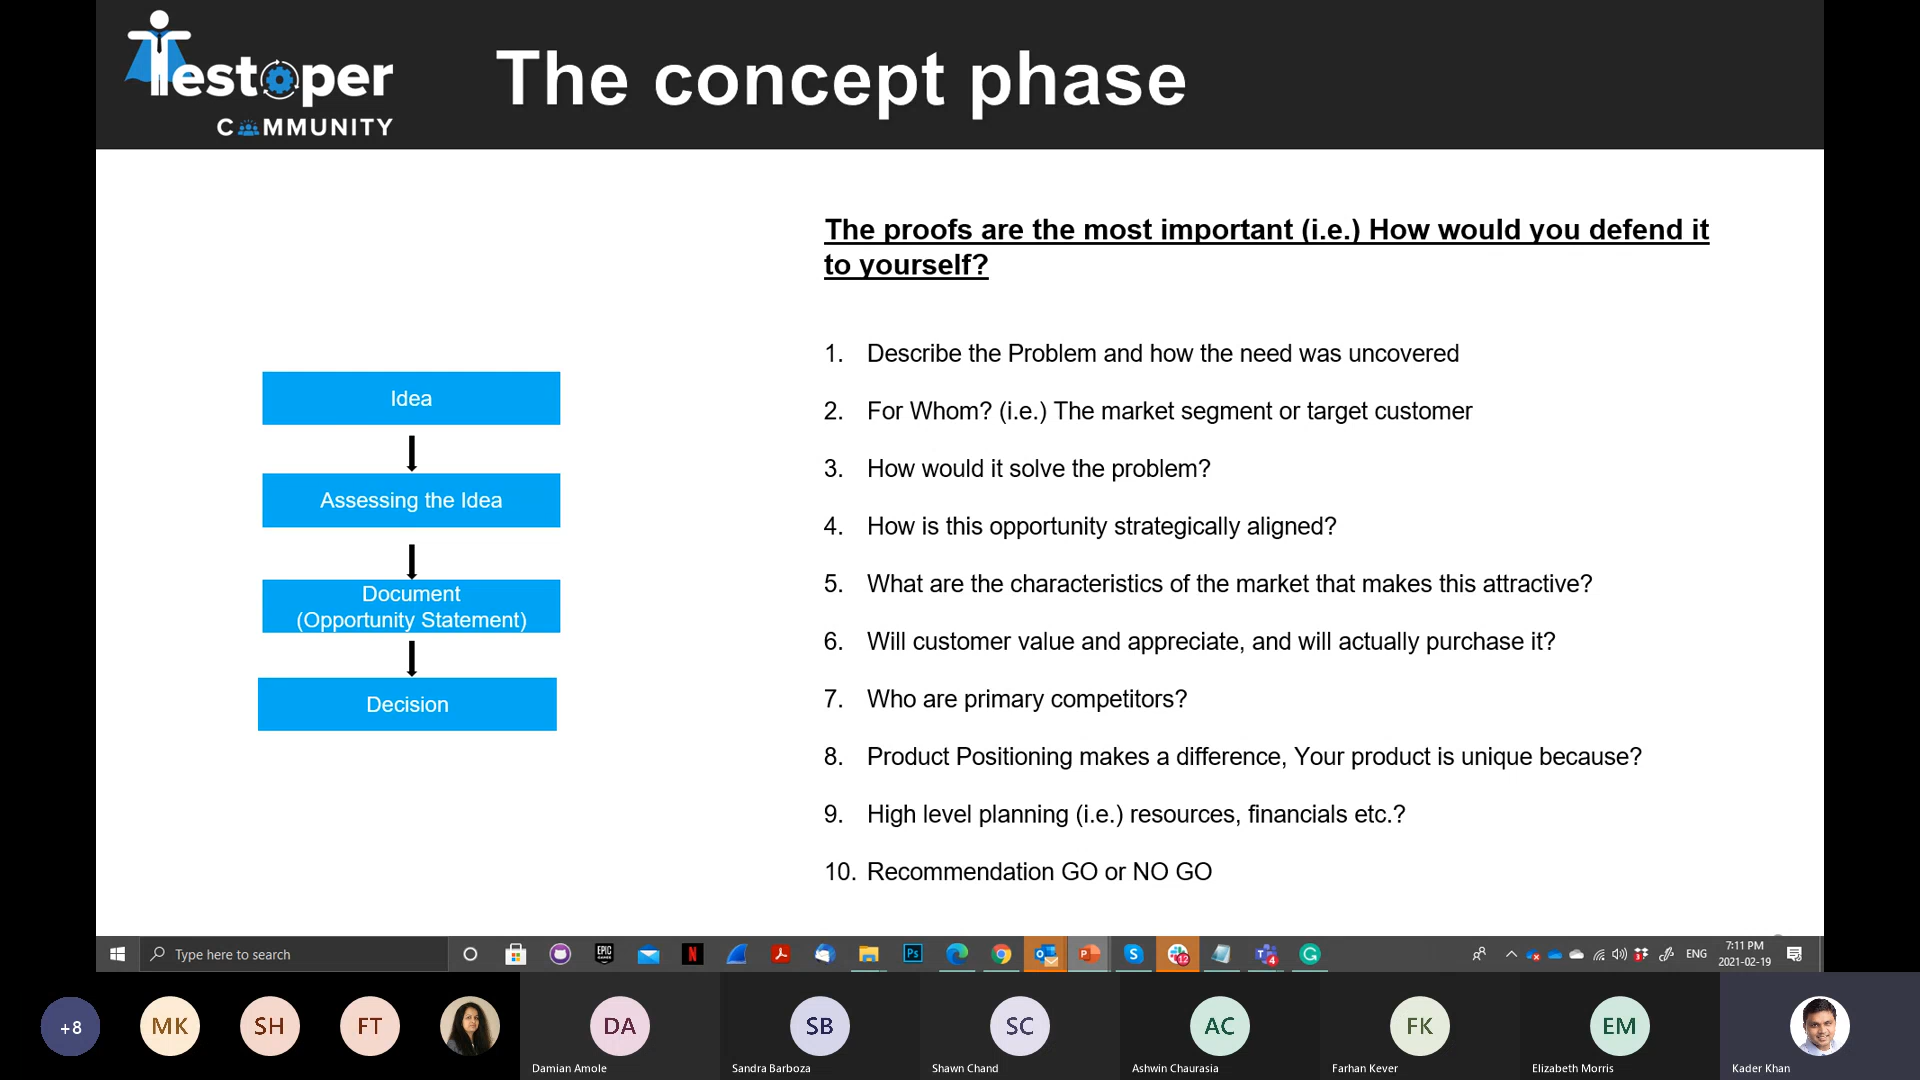 Testoper
COMMUNITY
The concept phase
The proofs are the most important (i.e.) How would you defend it
to yourself?
Idea
Assessing the Idea
Document
(Opportunity Statement)
Decision
1. Describe the Problem and how the need was uncovered
2. For Whom? (i.e.) The market segment or target customer
3. How would it solve the problem?
4. How is this opportunity strategically aligned?
5. What are the characteristics of the market that makes this attractive?
6. Will customer value and appreciate, and will actually purchase it?
7. Who are primary competitors?
8. Product Positioning makes a difference, Your product is unique because?
9. High level planning (i.e.) resources, financials etc.?
10. Recommendation GO or NO GO
Type here to search
EPIC
GAMES
N
Ps
S
12
4
G
3
ENG
7:11 PM
2021-02-19
+8
MK
SH
FT
DA
SB
SC
AC
FK
EM
Damian Amole
Sandra Barboza
Shawn Chand
Ashwin Chaurasia
Farhan Kever
Elizabeth Morris
Kader Khan